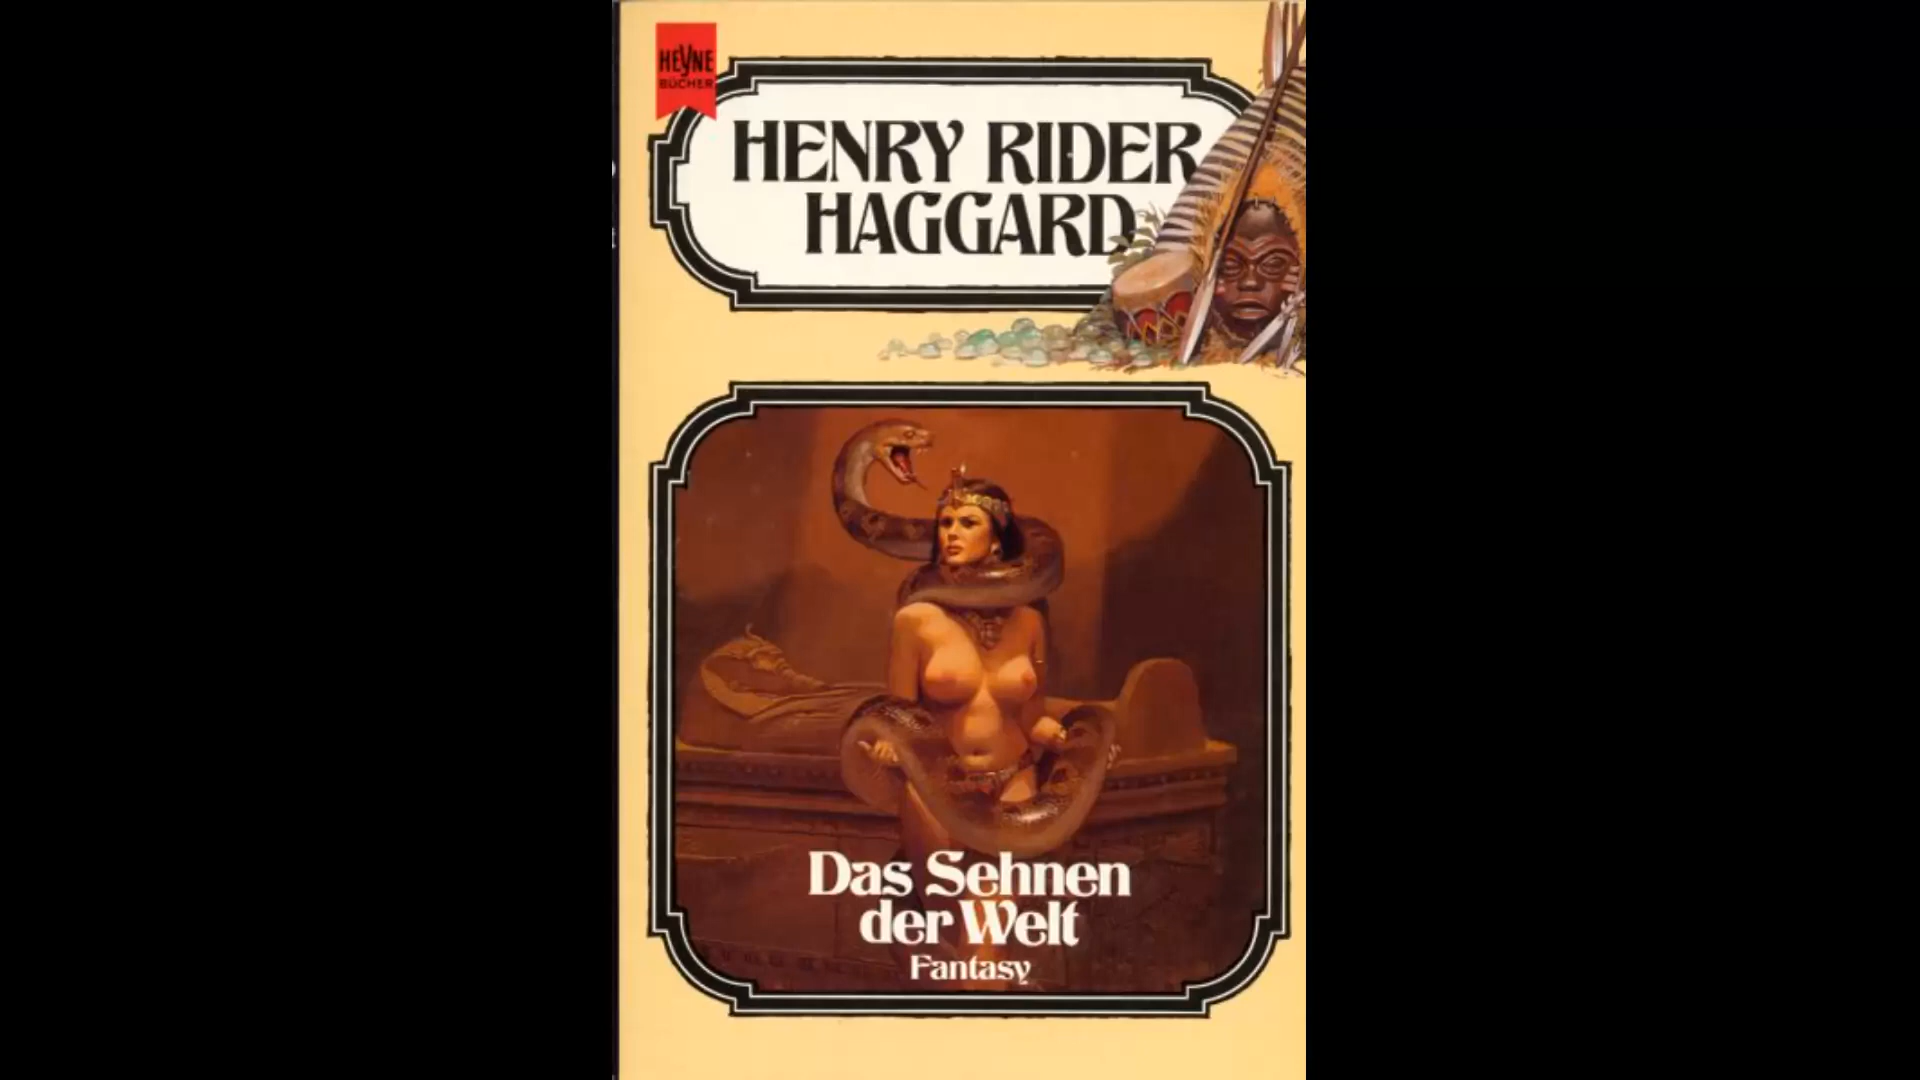 HEYNE
BÜCHER
HENRY RIDER
HAGGARD
Das Sehnen
der Welt
Fantasy